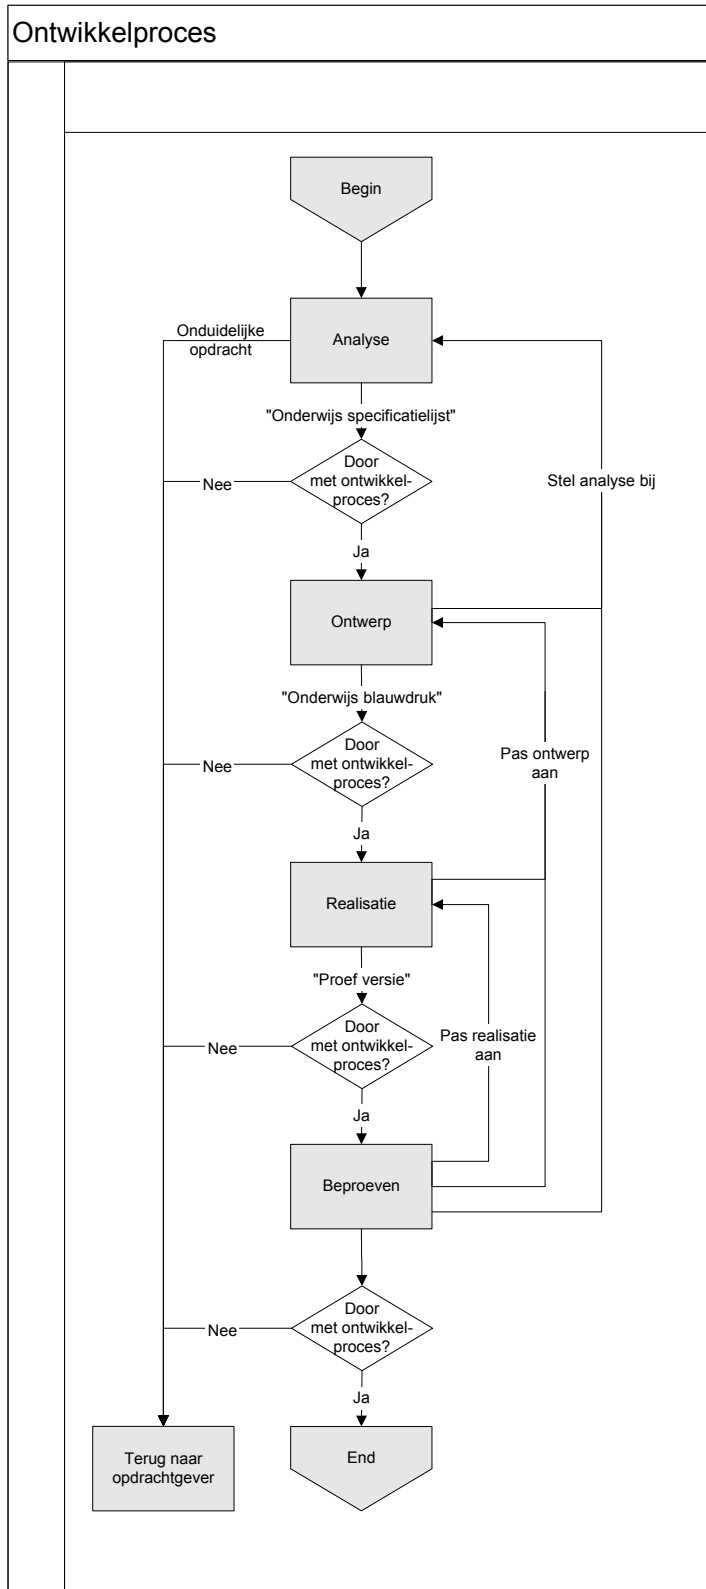 Ontwikkelproces
Begin
Onduidelijke
opdracht
Analyse
"Onderwijs specificatielijst"
Door
met ontwikkel-
proces?
Nee
Stel analyse bij
Ja
Ontwerp
"Onderwijs blauwdruk"
Door
met ontwikkel-
proces?
Nee
Pas ontwerp
aan
Ja
Realisatie
"Proef versie"
Door
met ontwikkel-
proces?
Nee
Pas realisatie
aan
Ja
Beproeven
Door
met ontwikkel-
proces?
Nee
Ja
Terug naar
opdrachtgever
End